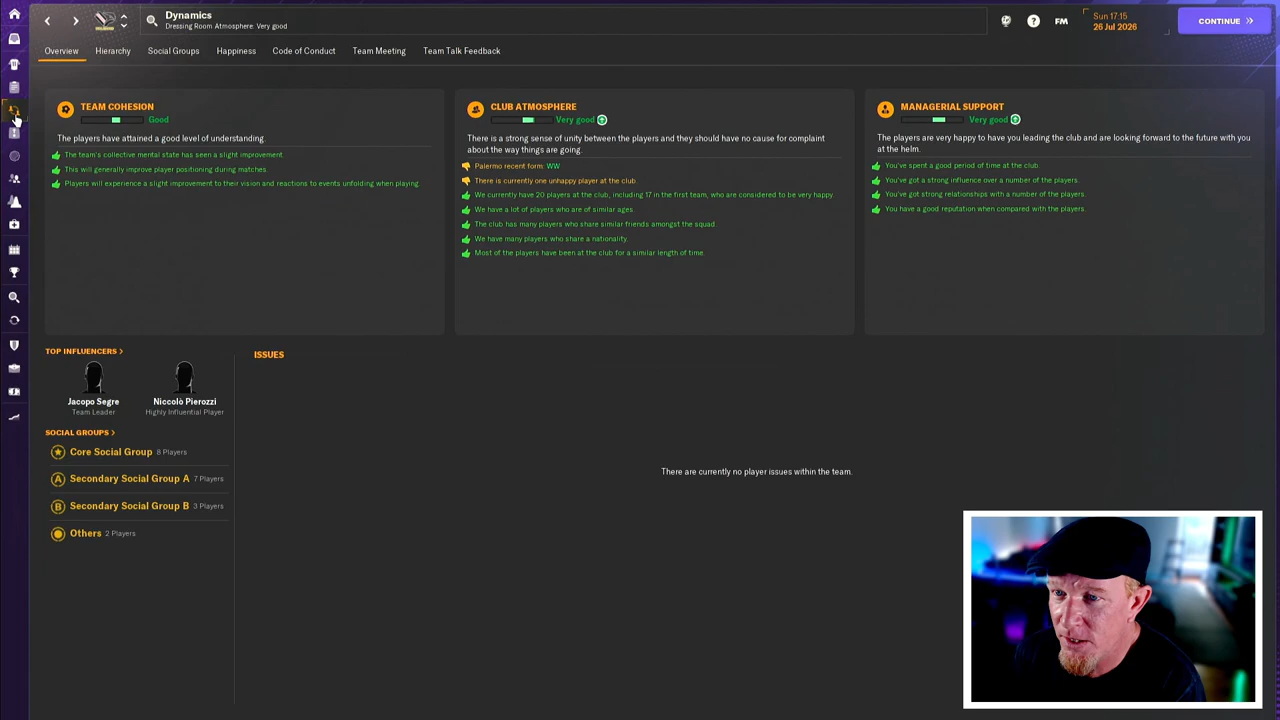 Dynamics
Dressing Room Atmosphere: Very good
FM
Sun 17:15
26 Jul 2026
CONTINUE
Overview
Hierarchy
Social Groups
Happiness
Code of Conduct
Team Meeting
Team Talk Feedback
TEAM COHESION
Good
The players have attained a good level of understanding.
The team's collective mental state has seen a slight improvement.
This will generally improve player positioning during matches.
Players will experience a slight improvement to their vision and reactions to events unfolding when playing.
CLUB ATMOSPHERE
Very good
There is a strong sense of unity between the players and they should have no cause for complaint
about the way things are going.
Palermo recent form: WW
There is currently one unhappy player at the club.
We currently have 20 players at the club, including 17 in the first team, who are considered to be very happy.
We have a lot of players who are of similar ages.
The club has many players who share similar friends amongst the squad.
We have many players who share a nationality.
Most of the players have been at the club for a similar length of time.
MANAGERIAL SUPPORT
Very good
The players are very happy to have you leading the club and are looking forward to the future with you
at the helm.
You've spent a good period of time at the club.
You've got a strong influence over a number of the players.
You've got strong relationships with a number of the players.
You have a good reputation when compared with the players.
TOP INFLUENCERS
Jacopo Segre
Team Leader
Niccolò Pierozzi
Highly Influential Player
SOCIAL GROUPS
Core Social Group 8 Players
A Secondary Social Group A 7 Players
B Secondary Social Group B 3 Players
Others 2 Players
ISSUES
There are currently no player issues within the team.